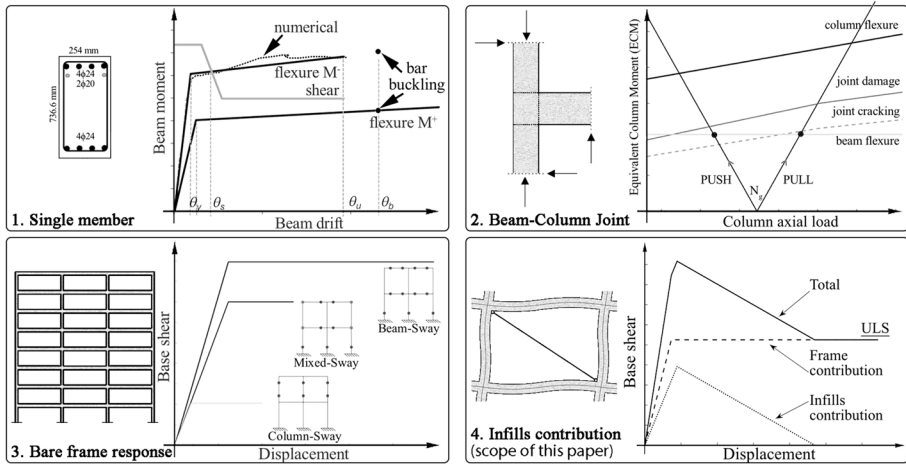 254 mm
736.6 mm
4ϕ24
2ϕ20
4ϕ24
Beam moment
numerical
flexure M⁻
shear
bar
buckling
flexure M⁺
θy
θs
θu
θb
Beam drift
1. Single member
Equivalent Column Moment (ECM)
column flexure
joint damage
joint cracking
beam flexure
PUSH
Ng
PULL
Column axial load
2. Beam-Column Joint
Base shear
Beam-Sway
Mixed-Sway
Column-Sway
Displacement
3. Bare frame response
Base shear
Total
ULS
Frame
contribution
Infills
contribution
Displacement
4. Infills contribution
(scope of this paper)